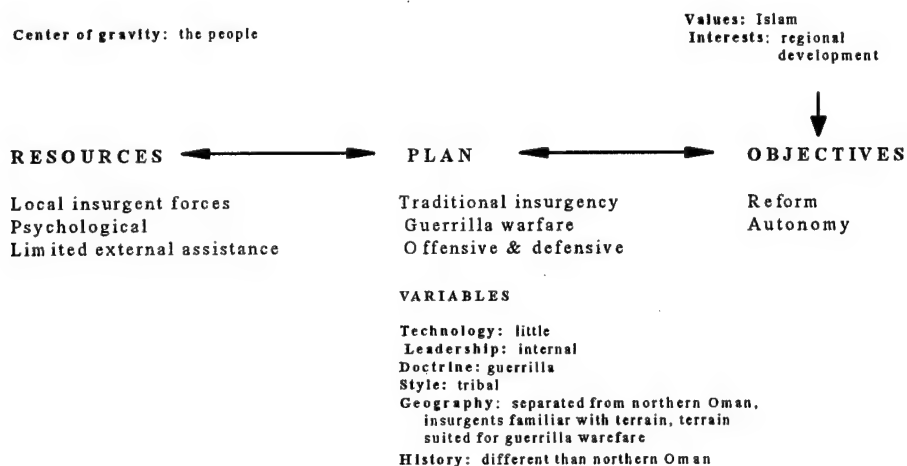 Center of gravity: the people
Values: Islam
Interests: regional
development
RESOURCES
PLAN
OBJECTIVES
Local insurgent forces
Psychological
Limited external assistance
Traditional insurgency
Guerrilla warfare
Offensive & defensive
Reform
Autonomy
VARIABLES
Technology: little
Leadership: internal
Doctrine: guerrilla
Style: tribal
Geography: separated from northern Oman,
insurgents familiar with terrain, terrain
suited for guerrilla warefare
History: different than northern Oman